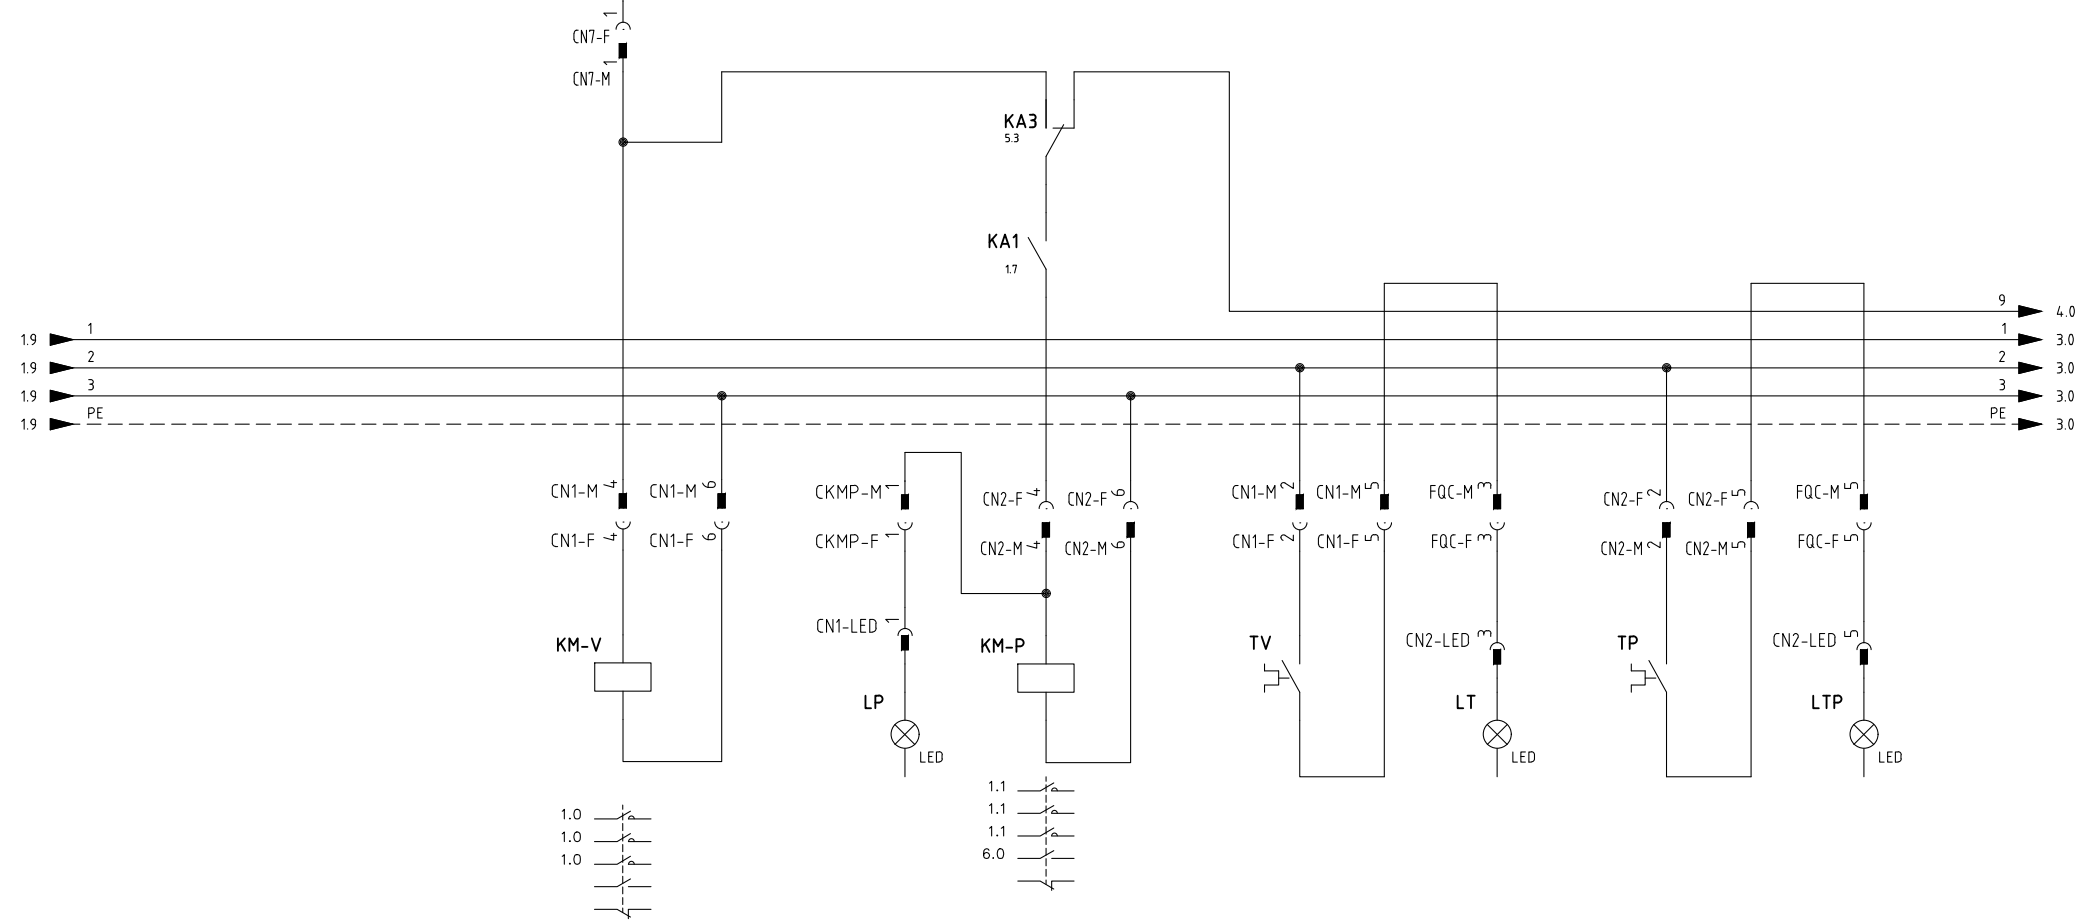 1
CN7-F
1
CN7-M
KA3
5.3
KA1
1.7
9
4.0
1.9
1
1
3.0
1.9
2
2
3.0
1.9
3
3
3.0
1.9
PE
PE
3.0
CN1-M 4
CN1-M 6
CKMP-M 1
CN2-F 4
CN2-F 6
CN1-M 2
CN1-M 5
FQC-M 3
CN2-F 2
CN2-F 5
FQC-M 5
CN1-F 4
CN1-F 6
CKMP-F 1
CN2-M 4
CN2-M 6
CN1-F 2
CN1-F 5
FQC-F 3
CN2-M 2
CN2-M 5
FQC-F 5
CN1-LED 1
CN2-LED 3
CN2-LED 5
KM-V
KM-P
TV
TP
LP
LT
LTP
LED
LED
LED
1.1
1.1
1.1
6.0
1.0
1.0
1.0